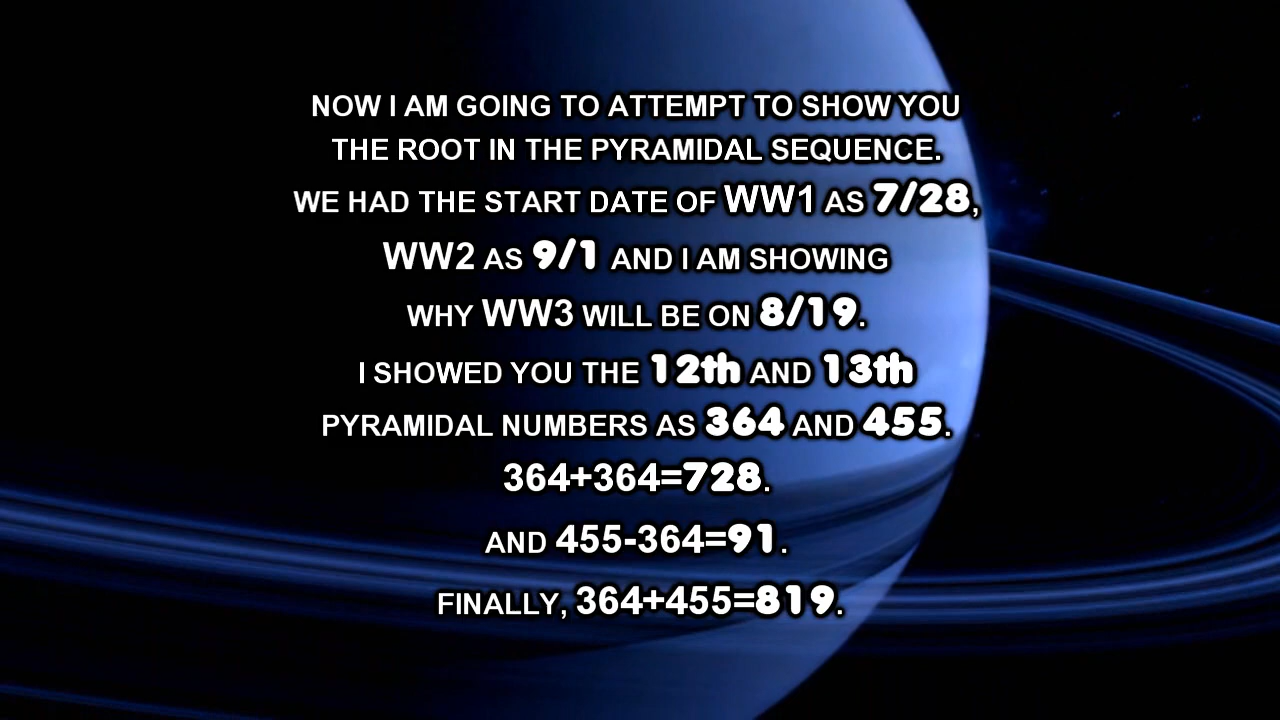 NOW I AM GOING TO ATTEMPT TO SHOW YOU
THE ROOT IN THE PYRAMIDAL SEQUENCE.
WE HAD THE START DATE OF WW1 AS 7/28,
WW2 AS 9/1 AND I AM SHOWING
WHY WW3 WILL BE ON 8/19.
I SHOWED YOU THE 12th AND 13th
PYRAMIDAL NUMBERS AS 364 AND 455.
364+364=728.
AND 455-364=91.
FINALLY, 364+455=819.